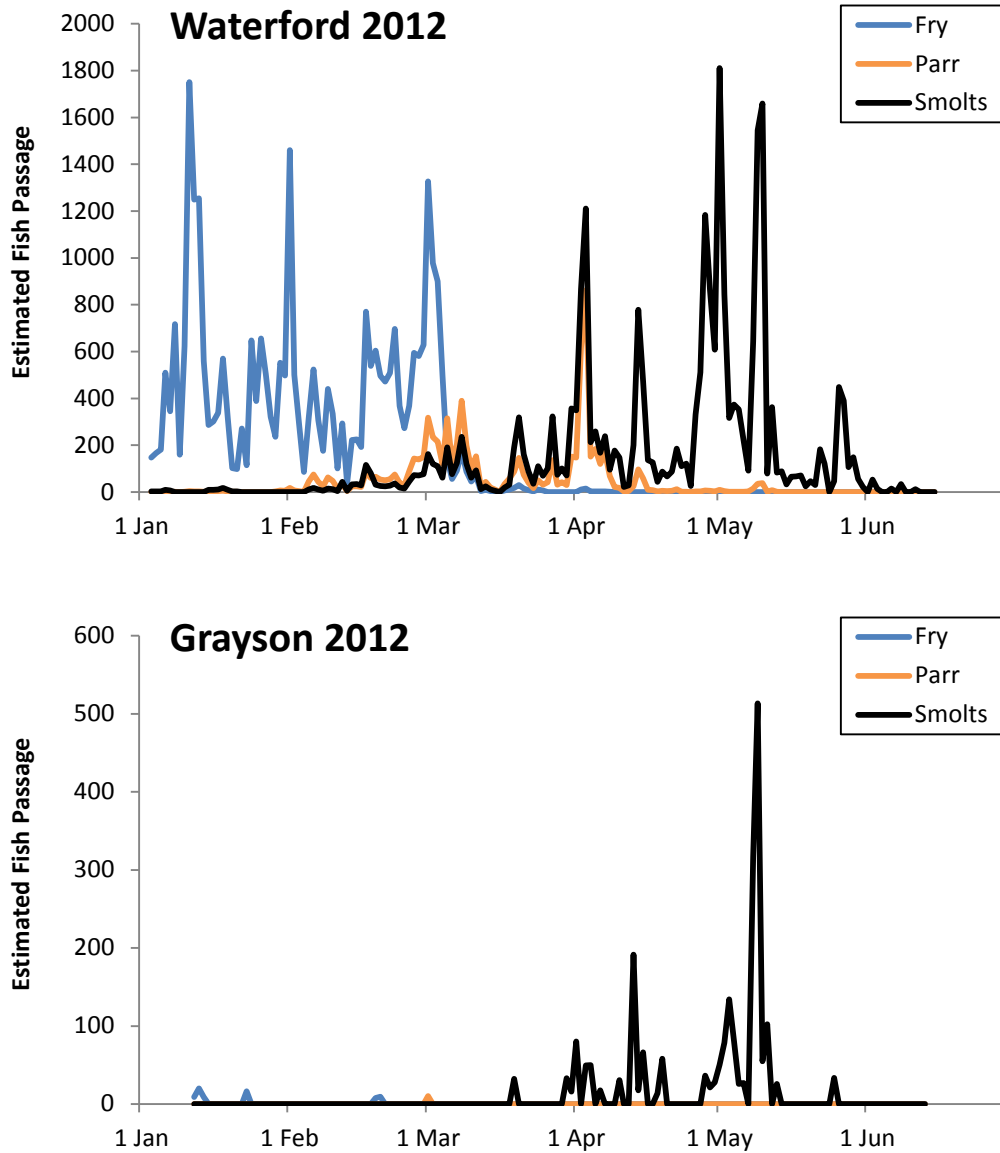 Waterford 2012
Estimated Fish Passage
2000
1800
1600
1400
1200
1000
800
600
400
200
0
1 Jan
1 Feb
1 Mar
1 Apr
1 May
1 Jun
Fry
Parr
Smolts
Grayson 2012
Estimated Fish Passage
600
500
400
300
200
100
0
1 Jan
1 Feb
1 Mar
1 Apr
1 May
1 Jun
Fry
Parr
Smolts